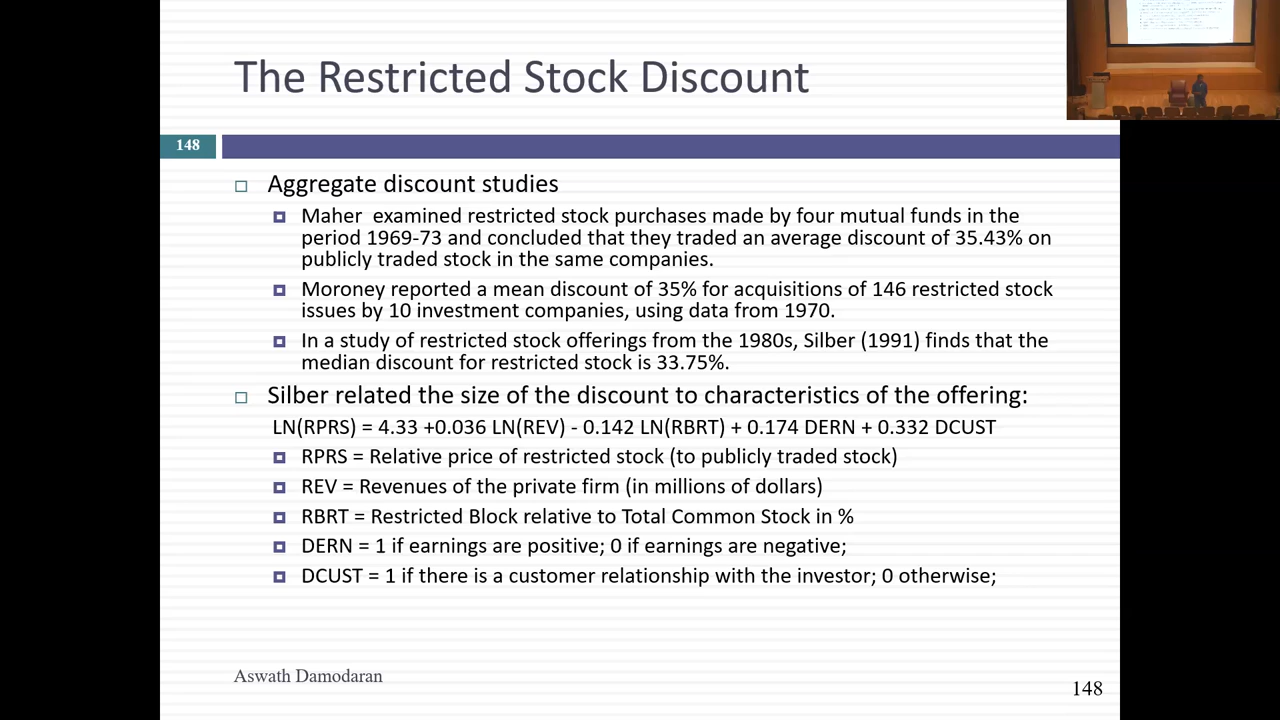 The Restricted Stock Discount
148
Aggregate discount studies
Maher examined restricted stock purchases made by four mutual funds in the
period 1969-73 and concluded that they traded an average discount of 35.43% on
publicly traded stock in the same companies.
Moroney reported a mean discount of 35% for acquisitions of 146 restricted stock
issues by 10 investment companies, using data from 1970.
In a study of restricted stock offerings from the 1980s, Silber (1991) finds that the
median discount for restricted stock is 33.75%.
Silber related the size of the discount to characteristics of the offering:
LN(RPRS) = 4.33 +0.036 LN(REV) - 0.142 LN(RBRT) + 0.174 DERN + 0.332 DCUST
RPRS = Relative price of restricted stock (to publicly traded stock)
REV = Revenues of the private firm (in millions of dollars)
RBRT = Restricted Block relative to Total Common Stock in %
DERN = 1 if earnings are positive; 0 if earnings are negative;
DCUST = 1 if there is a customer relationship with the investor; 0 otherwise;
Aswath Damodaran
148